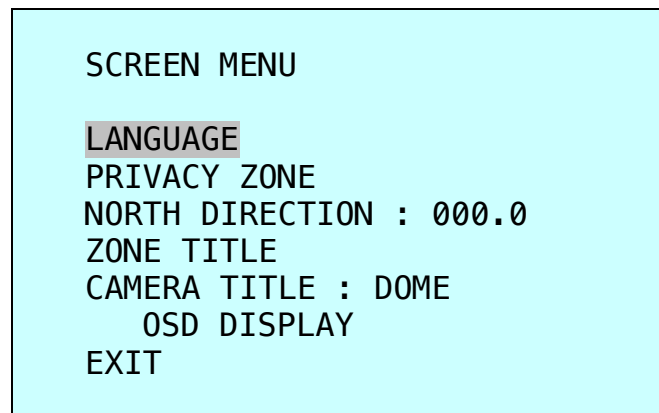 SCREEN MENU
LANGUAGE
PRIVACY ZONE
NORTH DIRECTION : 000.0
ZONE TITLE
CAMERA TITLE : DOME
OSD DISPLAY
EXIT